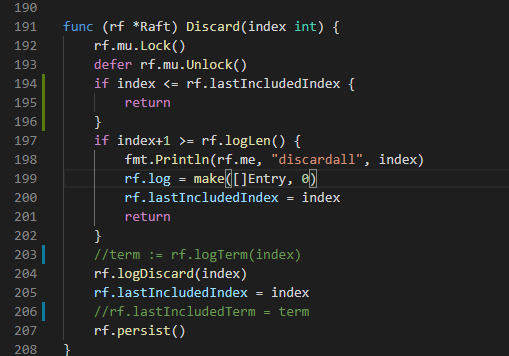 190
191 func (rf *Raft) Discard(index int) {
192 rf.mu.Lock()
193 defer rf.mu.Unlock()
194 if index <= rf.lastIncludedIndex {
195 return
196 }
197 if index+1 >= rf.logLen() {
198 fmt.Println(rf.me, "discardall", index)
199 rf.log = make([]Entry, 0)
200 rf.lastIncludedIndex = index
201 return
202 }
203 //term := rf.logTerm(index)
204 rf.logDiscard(index)
205 rf.lastIncludedIndex = index
206 //rf.lastIncludedTerm = term
207 rf.persist()
208 }